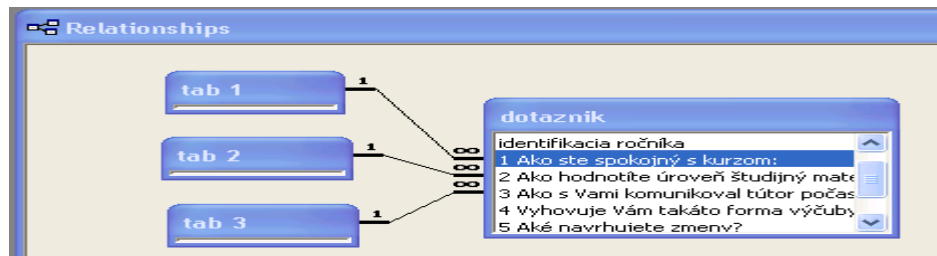 Relationships
tab 1
1
tab 2
1
tab 3
1
∞
∞
∞
dotaznik
identifikacia ročníka
1 Ako ste spokojný s kurzom:
2 Ako hodnotíte úroveň študijný mate
3 Ako s Vami komunikoval tútor počas
4 Vyhovuje Vám takáto forma výčuby
5 Aké navrhujete zmeny?